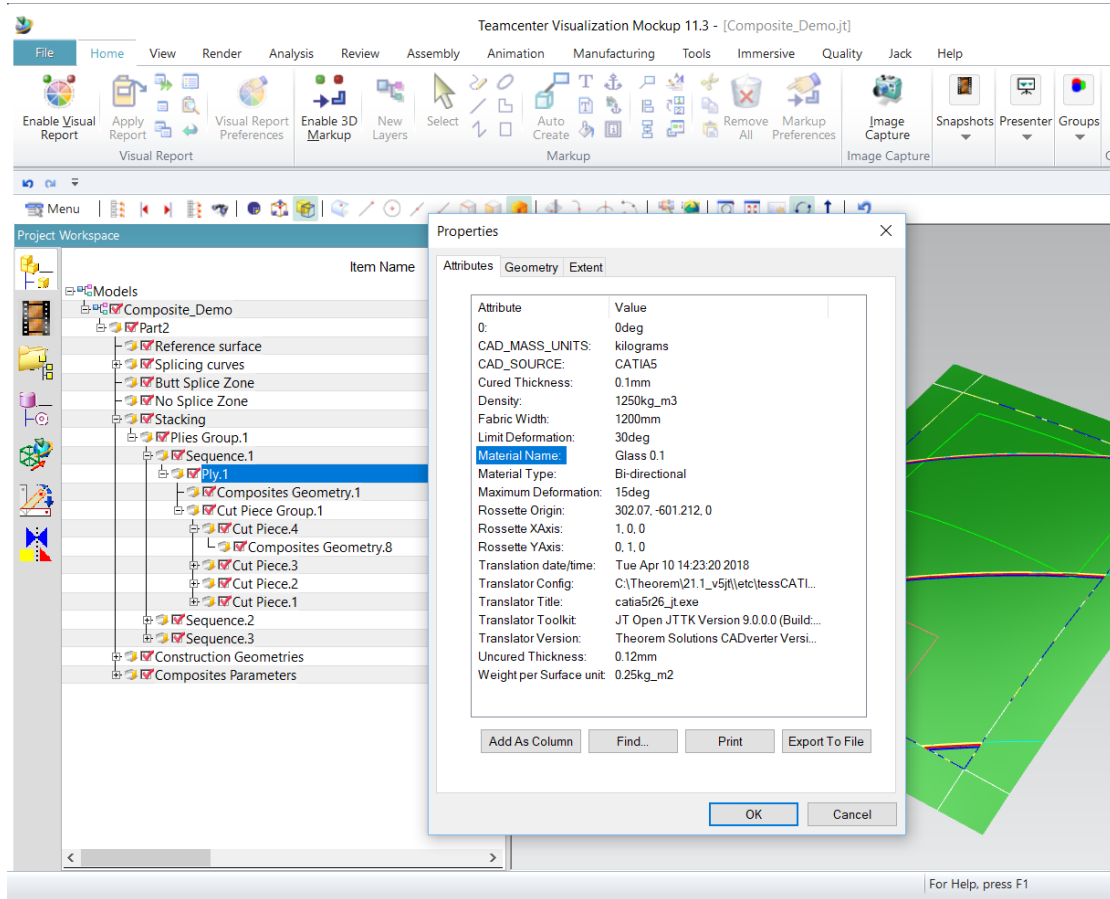 Teamcenter Visualization Mockup 11.3 - [Composite_Demo.jt]
File Home View Render Analysis Review Assembly Animation Manufacturing Tools Immersive Quality Jack Help
Enable Visual Report
Apply Report
Visual Report Preferences
Enable 3D Markup
New Layers
Select
Auto Create
Remove All
Markup Preferences
Image Capture
Snapshots
Presenter
Groups
Visual Report
Markup
Image Capture
Menu
Project Workspace
Item Name
Models
Composite_Demo
Part2
Reference surface
Splicing curves
Butt Splice Zone
No Splice Zone
Stacking
Plies Group.1
Sequence.1
Ply.1
Composites Geometry.1
Cut Piece Group.1
Cut Piece.4
Composites Geometry.8
Cut Piece.3
Cut Piece.2
Cut Piece.1
Sequence.2
Sequence.3
Construction Geometries
Composites Parameters
Properties
Attributes Geometry Extent
Attribute Value
0: 0deg
CAD_MASS_UNITS: kilograms
CAD_SOURCE: CATIA5
Cured Thickness: 0.1mm
Density: 1250kg_m3
Fabric Width: 1200mm
Limit Deformation: 30deg
Material Name: Glass 0.1
Material Type: Bi-directional
Maximum Deformation: 15deg
Rossette Origin: 302.07, -601.212, 0
Rossette XAxis: 1, 0, 0
Rossette YAxis: 0, 1, 0
Translation date/time: Tue Apr 10 14:23:20 2018
Translator Config: C:\Theorem\21.1_v5jt\\etc\tessCATI...
Translator Title: catia5r26_jt.exe
Translator Toolkit: JT Open JTTK Version 9.0.0.0 (Build:...
Translator Version: Theorem Solutions CADverter Versi...
Uncured Thickness: 0.12mm
Weight per Surface unit: 0.25kg_m2
Add As Column Find... Print Export To File
OK Cancel
For Help, press F1